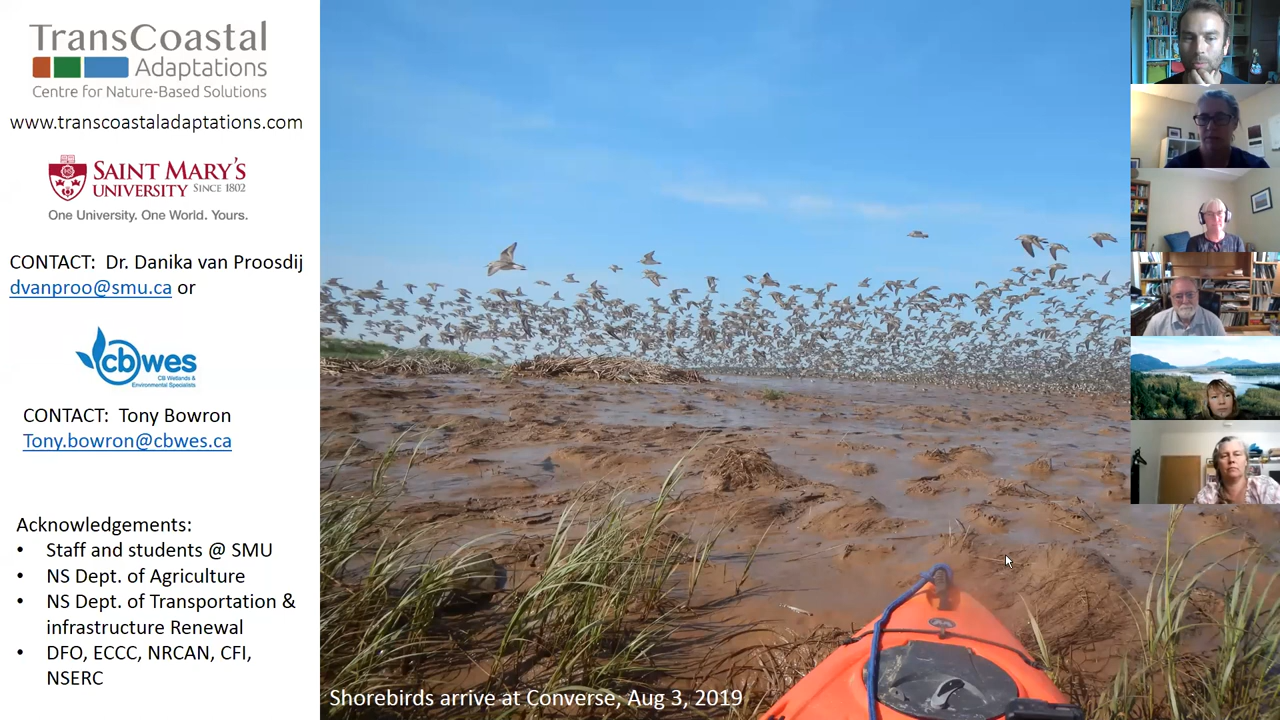 TransCoastal
Adaptations
Centre for Nature-Based Solutions
www.transcoastaladaptations.com
SAINT MARY'S
UNIVERSITY SINCE 1802
One University. One World. Yours.
CONTACT: Dr. Danika van Proosdij
dvanproo@smu.ca or
cbwes
CB Wetlands &
Environmental Specialists
CONTACT: Tony Bowron
Tony.bowron@cbwes.ca
Acknowledgements:
• Staff and students @ SMU
• NS Dept. of Agriculture
• NS Dept. of Transportation &
infrastructure Renewal
• DFO, ECCC, NRCAN, CFI,
NSERC
Shorebirds arrive at Converse, Aug 3, 2019